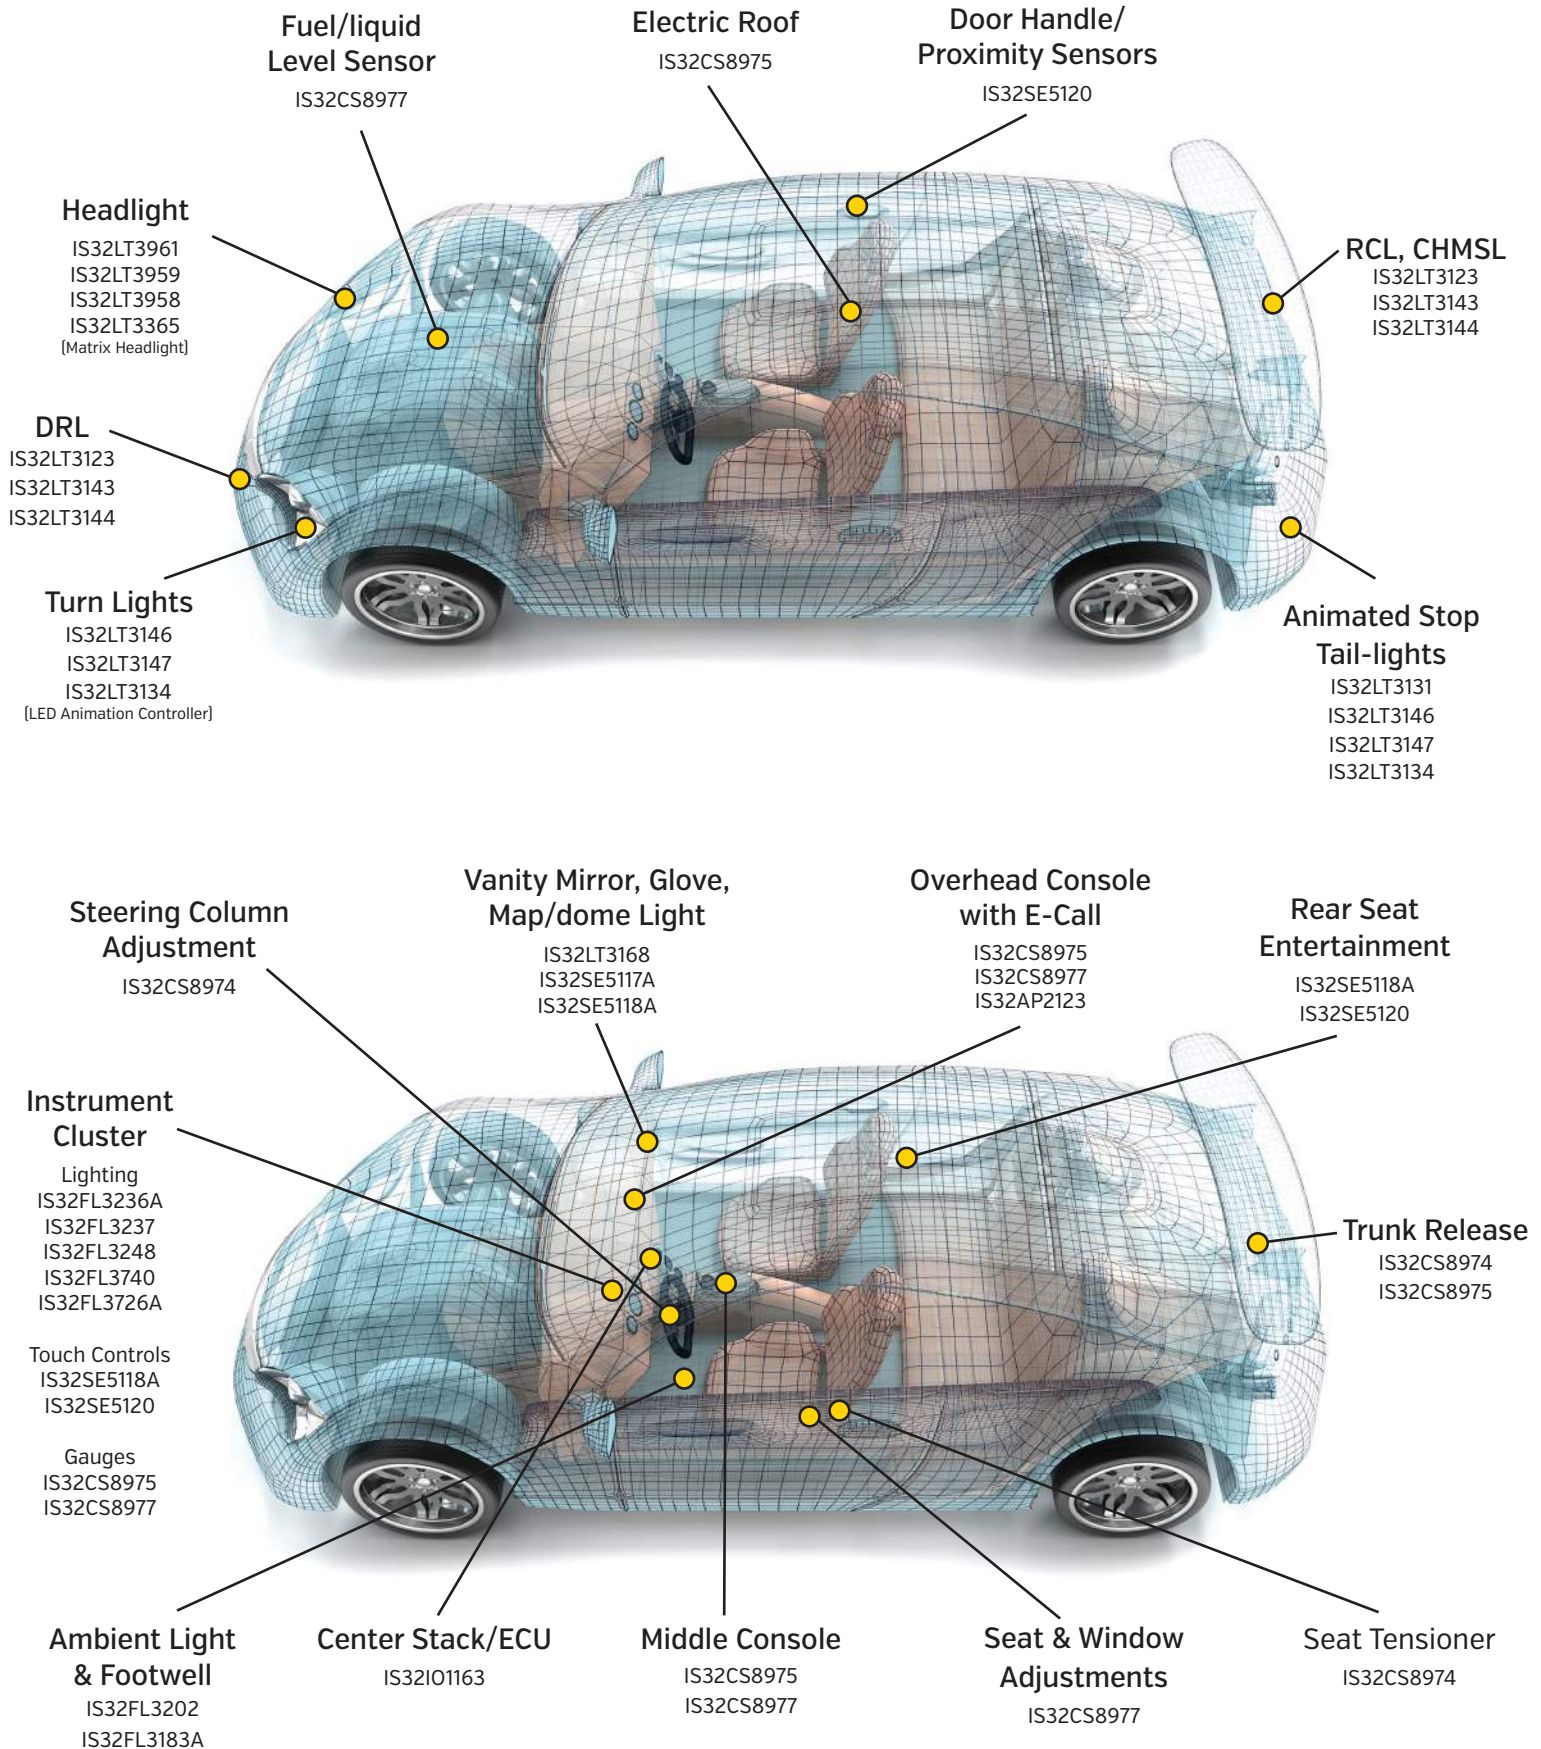 Fuel/liquid
Level Sensor
IS32CS8977
Electric Roof
IS32CS8975
Door Handle/
Proximity Sensors
IS32SE5120
Headlight
IS32LT3961
IS32LT3959
IS32LT3958
IS32LT3365
(Matrix Headlight)
RCL, CHMSL
IS32LT3123
IS32LT3143
IS32LT3144
DRL
IS32LT3123
IS32LT3143
IS32LT3144
Turn Lights
IS32LT3146
IS32LT3147
IS32LT3134
(LED Animation Controller)
Animated Stop
Tail-lights
IS32LT3131
IS32LT3146
IS32LT3147
IS32LT3134
Steering Column
Adjustment
IS32CS8974
Vanity Mirror, Glove,
Map/dome Light
IS32LT3168
IS32SE5117A
IS32SE5118A
Overhead Console
with E-Call
IS32CS8975
IS32CS8977
IS32AP2123
Rear Seat
Entertainment
IS32SE5118A
IS32SE5120
Instrument
Cluster
Lighting
IS32FL3236A
IS32FL3237
IS32FL3248
IS32FL3740
IS32FL3726A
Touch Controls
IS32SE5118A
IS32SE5120
Gauges
IS32CS8975
IS32CS8977
Trunk Release
IS32CS8974
IS32CS8975
Ambient Light
& Footwell
IS32FL3202
IS32FL3183A
Center Stack/ECU
IS32IO1163
Middle Console
IS32CS8975
IS32CS8977
Seat & Window
Adjustments
IS32CS8977
Seat Tensioner
IS32CS8974